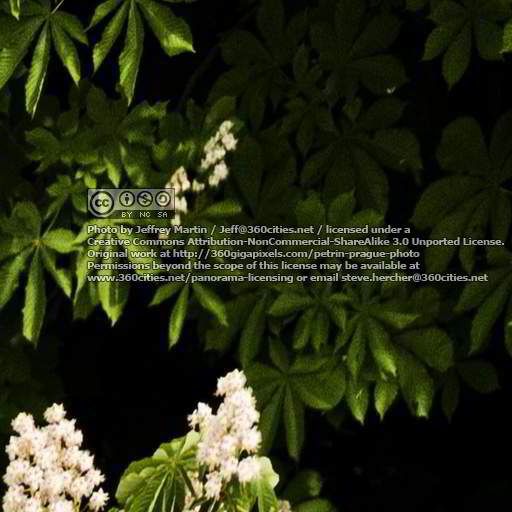 cc
BY NC SA
Photo by Jeffrey Martin / Jeff@360cities.net / licensed under a
Creative Commons Attribution-NonCommercial-ShareAlike 3.0 Unported License.
Original work at http://360gigapixels.com/petrin-prague-photo
Permissions beyond the scope of this license may be available at
www.360cities.net/panorama-licensing or email steve.hercher@360cities.net